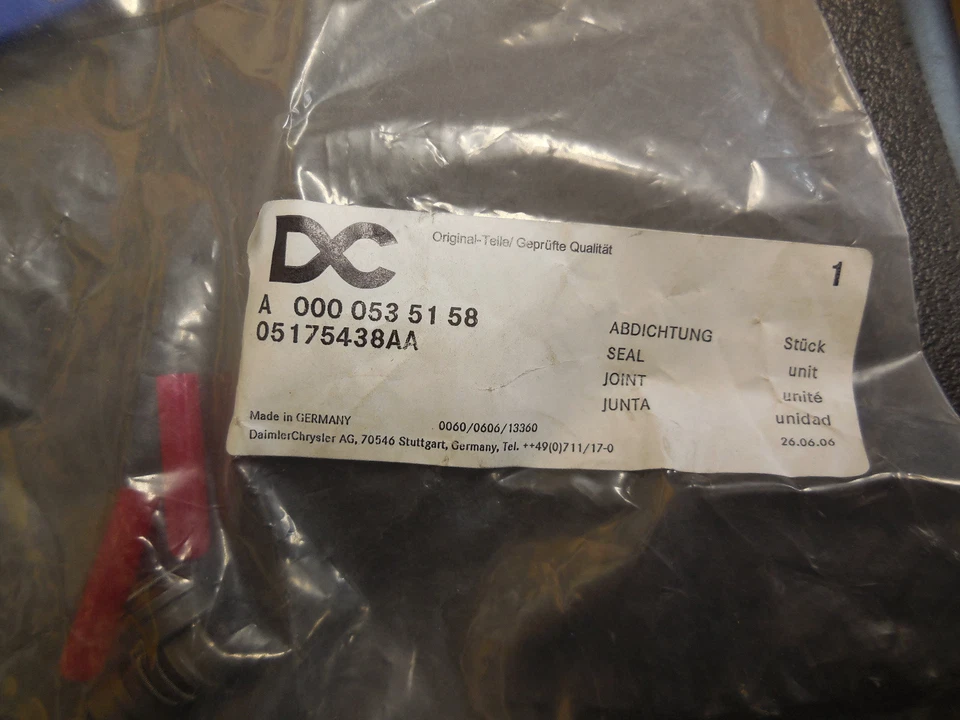 DC
Original-Teile/ Geprüfte Qualität
1
A 000 053 51 58
05175438AA
ABDICHTUNG Stück
SEAL unit
JOINT unité
JUNTA unidad
26.06.06
Made in GERMANY 0060/0606/13360
DaimlerChrysler AG, 70546 Stuttgart, Germany, Tel. ++49(0)711/17-0